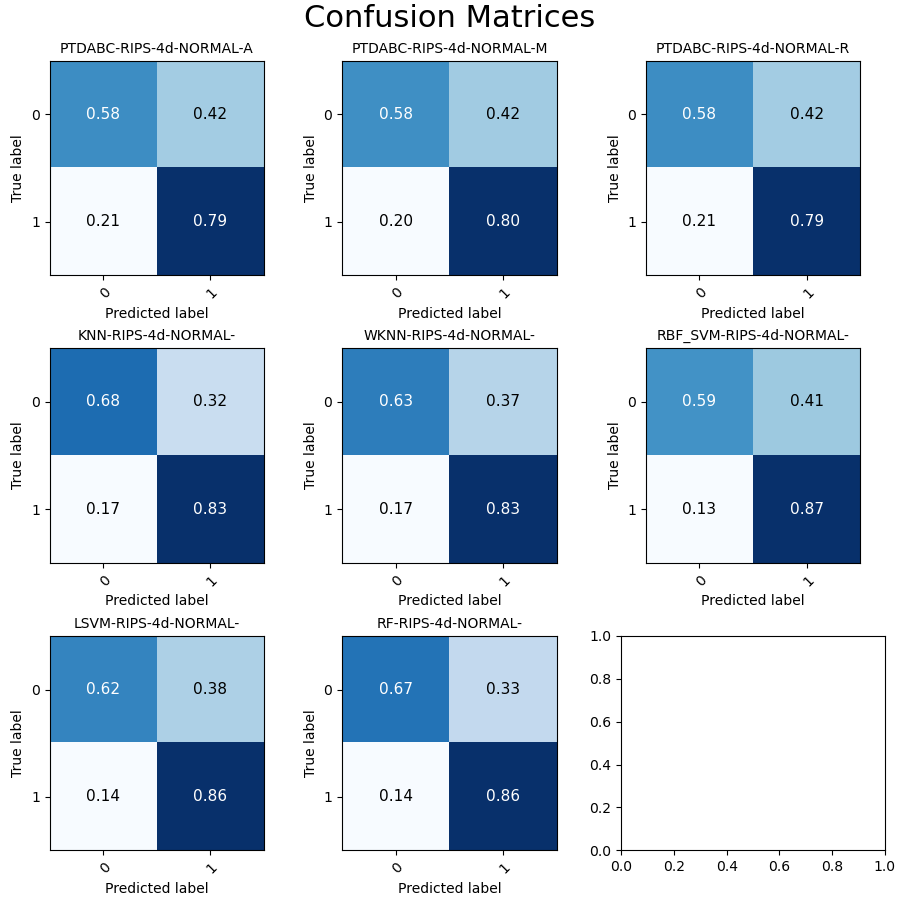 Confusion Matrices
PTDABC-RIPS-4d-NORMAL-A
0
0.58 0.42
True label
1
0.21 0.79
0 1
Predicted label
PTDABC-RIPS-4d-NORMAL-M
0
0.58 0.42
True label
1
0.20 0.80
0 1
Predicted label
PTDABC-RIPS-4d-NORMAL-R
0
0.58 0.42
True label
1
0.21 0.79
0 1
Predicted label
KNN-RIPS-4d-NORMAL-
0
0.68 0.32
True label
1
0.17 0.83
0 1
Predicted label
WKNN-RIPS-4d-NORMAL-
0
0.63 0.37
True label
1
0.17 0.83
0 1
Predicted label
RBF_SVM-RIPS-4d-NORMAL-
0
0.59 0.41
True label
1
0.13 0.87
0 1
Predicted label
LSVM-RIPS-4d-NORMAL-
0
0.62 0.38
True label
1
0.14 0.86
0 1
Predicted label
RF-RIPS-4d-NORMAL-
0
0.67 0.33
True label
1
0.14 0.86
0 1
Predicted label
1.0
0.8
0.6
0.4
0.2
0.0
0.0 0.2 0.4 0.6 0.8 1.0